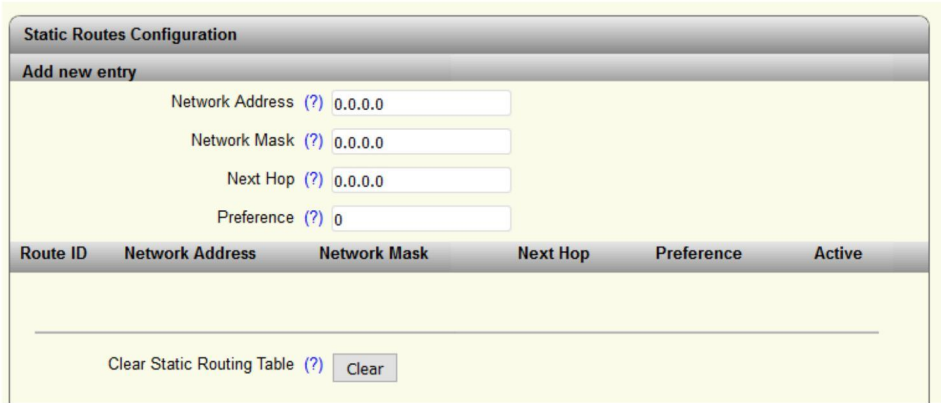 Static Routes Configuration
Add new entry
Network Address (?) 0.0.0.0
Network Mask (?) 0.0.0.0
Next Hop (?) 0.0.0.0
Preference (?) 0
Route ID Network Address Network Mask Next Hop Preference Active
Clear Static Routing Table (?) Clear